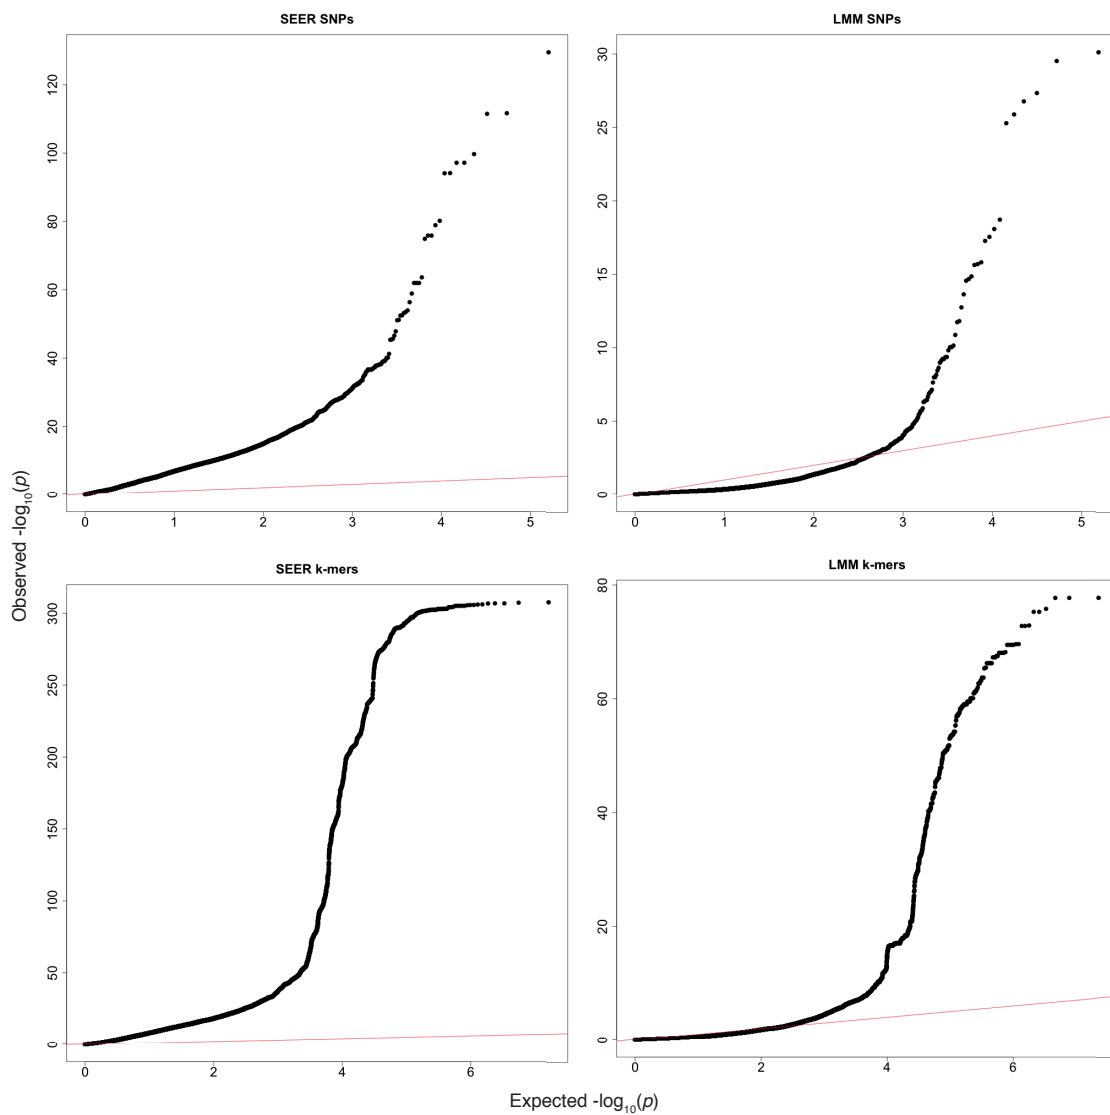 SEER SNPs
LMM SNPs
120
100
80
60
40
20
0
30
25
20
15
10
5
0
0 1 2 3 4 5
0 1 2 3 4 5
Observed -log10(p)
SEER k-mers
LMM k-mers
300
250
200
150
100
50
0
80
60
40
20
0
0 2 4 6
0 2 4 6
Expected -log10(p)